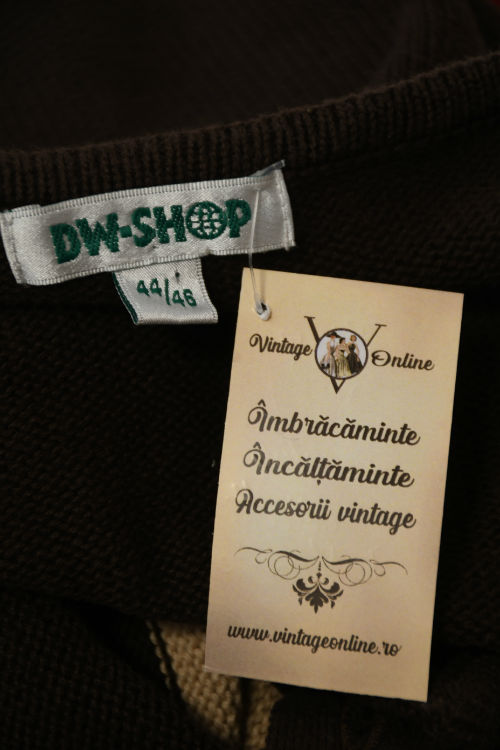 DW-SHOP
44/46
Vintage Online
Îmbrăcăminte
Încălțăminte
Accesorii vintage
www.vintageonline.ro